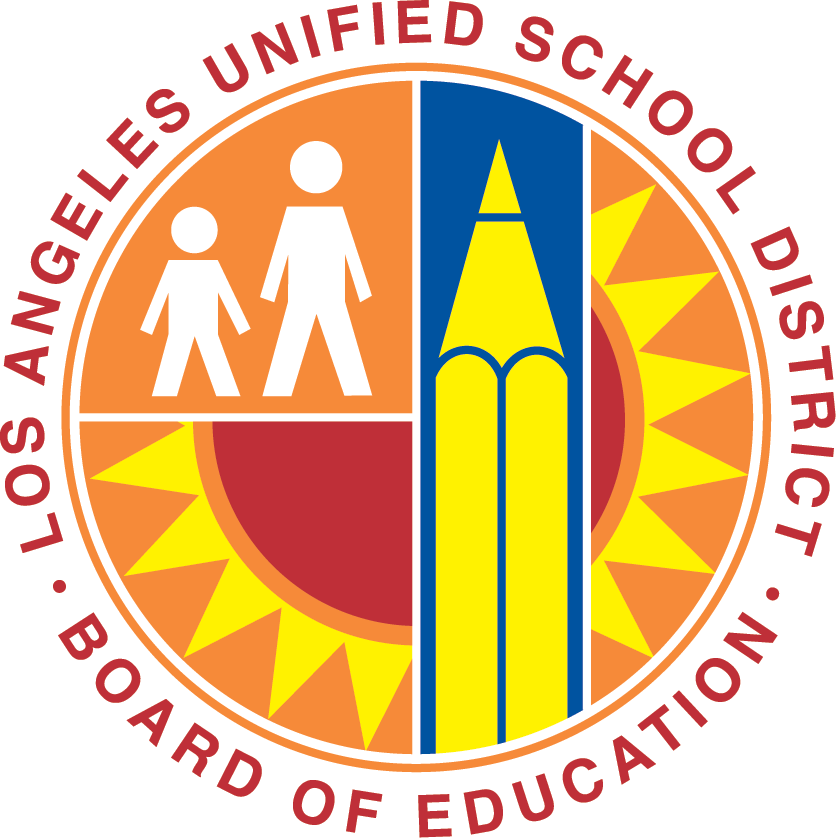 LOS ANGELES UNIFIED SCHOOL DISTRICT
• BOARD OF EDUCATION •